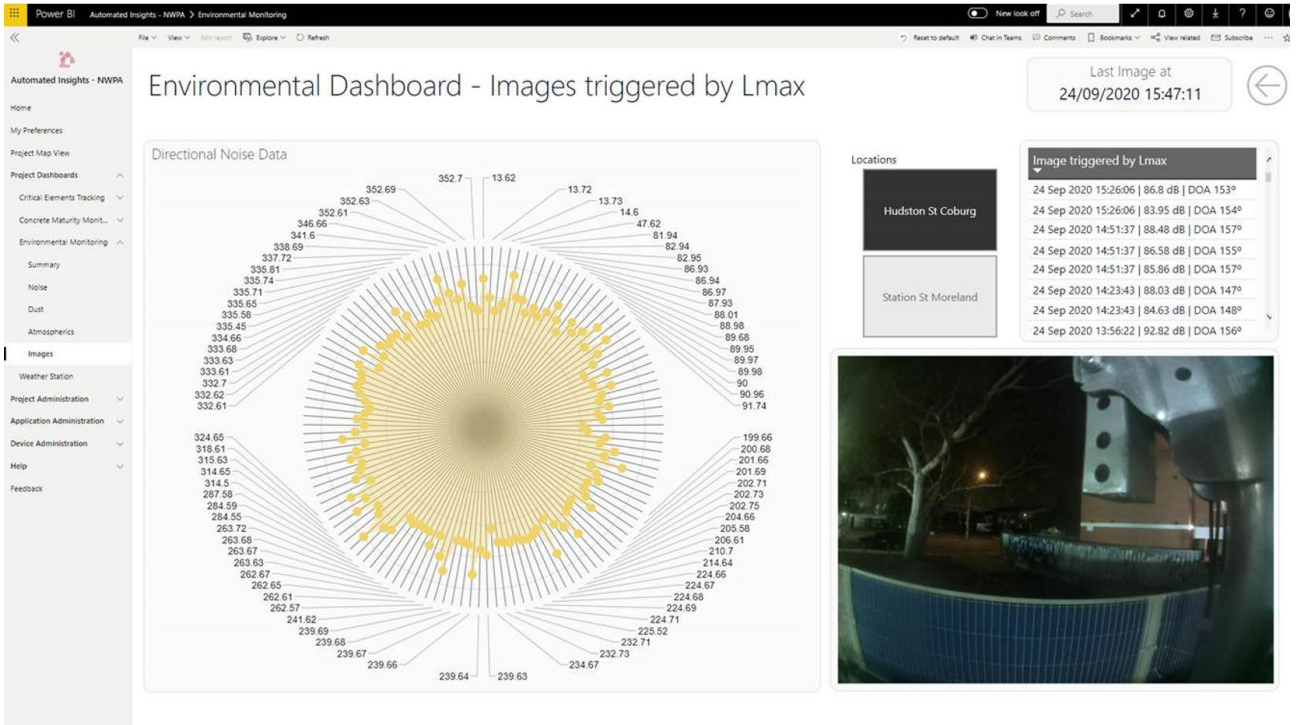 Power BI Automated Insights - NWPA > Environmental Monitoring
New look off
Search
File View Edit report Explore Refresh
Reset to default Chat in Teams Comments Bookmarks View related Subscribe
Automated Insights - NWPA
Home
My Preferences
Project Map View
Project Dashboards
Critical Elements Tracking
Concrete Maturity Monit...
Environmental Monitoring
Summary
Noise
Dust
Atmospherics
Images
Weather Station
Project Administration
Application Administration
Device Administration
Help
Feedback
Environmental Dashboard - Images triggered by Lmax
Last Image at
24/09/2020 15:47:11
Directional Noise Data
352.7
352.69
352.63
352.61
346.66
341.6
338.69
337.72
335.81
335.74
335.71
335.65
335.58
335.45
334.66
333.68
333.63
333.61
332.7
332.62
332.61
324.65
318.61
315.63
314.65
314.5
287.58
284.59
284.55
263.72
263.68
263.67
263.63
262.67
262.65
262.61
262.57
241.62
239.69
239.68
239.67
239.66
239.64
13.62
13.72
13.73
14.6
47.62
81.94
82.94
82.95
86.93
86.94
86.97
87.93
88.01
88.98
89.68
89.95
89.97
89.98
90
90.96
91.74
199.66
200.68
201.66
201.69
202.71
202.73
202.75
204.66
205.58
206.61
210.7
214.64
224.66
224.67
224.68
224.69
224.71
225.52
232.71
232.73
234.67
239.63
Locations
Hudston St Coburg
Station St Moreland
Image triggered by Lmax
24 Sep 2020 15:26:06 | 86.8 dB | DOA 153º
24 Sep 2020 15:26:06 | 83.95 dB | DOA 154º
24 Sep 2020 14:51:37 | 88.48 dB | DOA 157º
24 Sep 2020 14:51:37 | 86.58 dB | DOA 155º
24 Sep 2020 14:51:37 | 85.86 dB | DOA 157º
24 Sep 2020 14:23:43 | 88.03 dB | DOA 147º
24 Sep 2020 14:23:43 | 84.63 dB | DOA 148º
24 Sep 2020 13:56:22 | 92.82 dB | DOA 156º